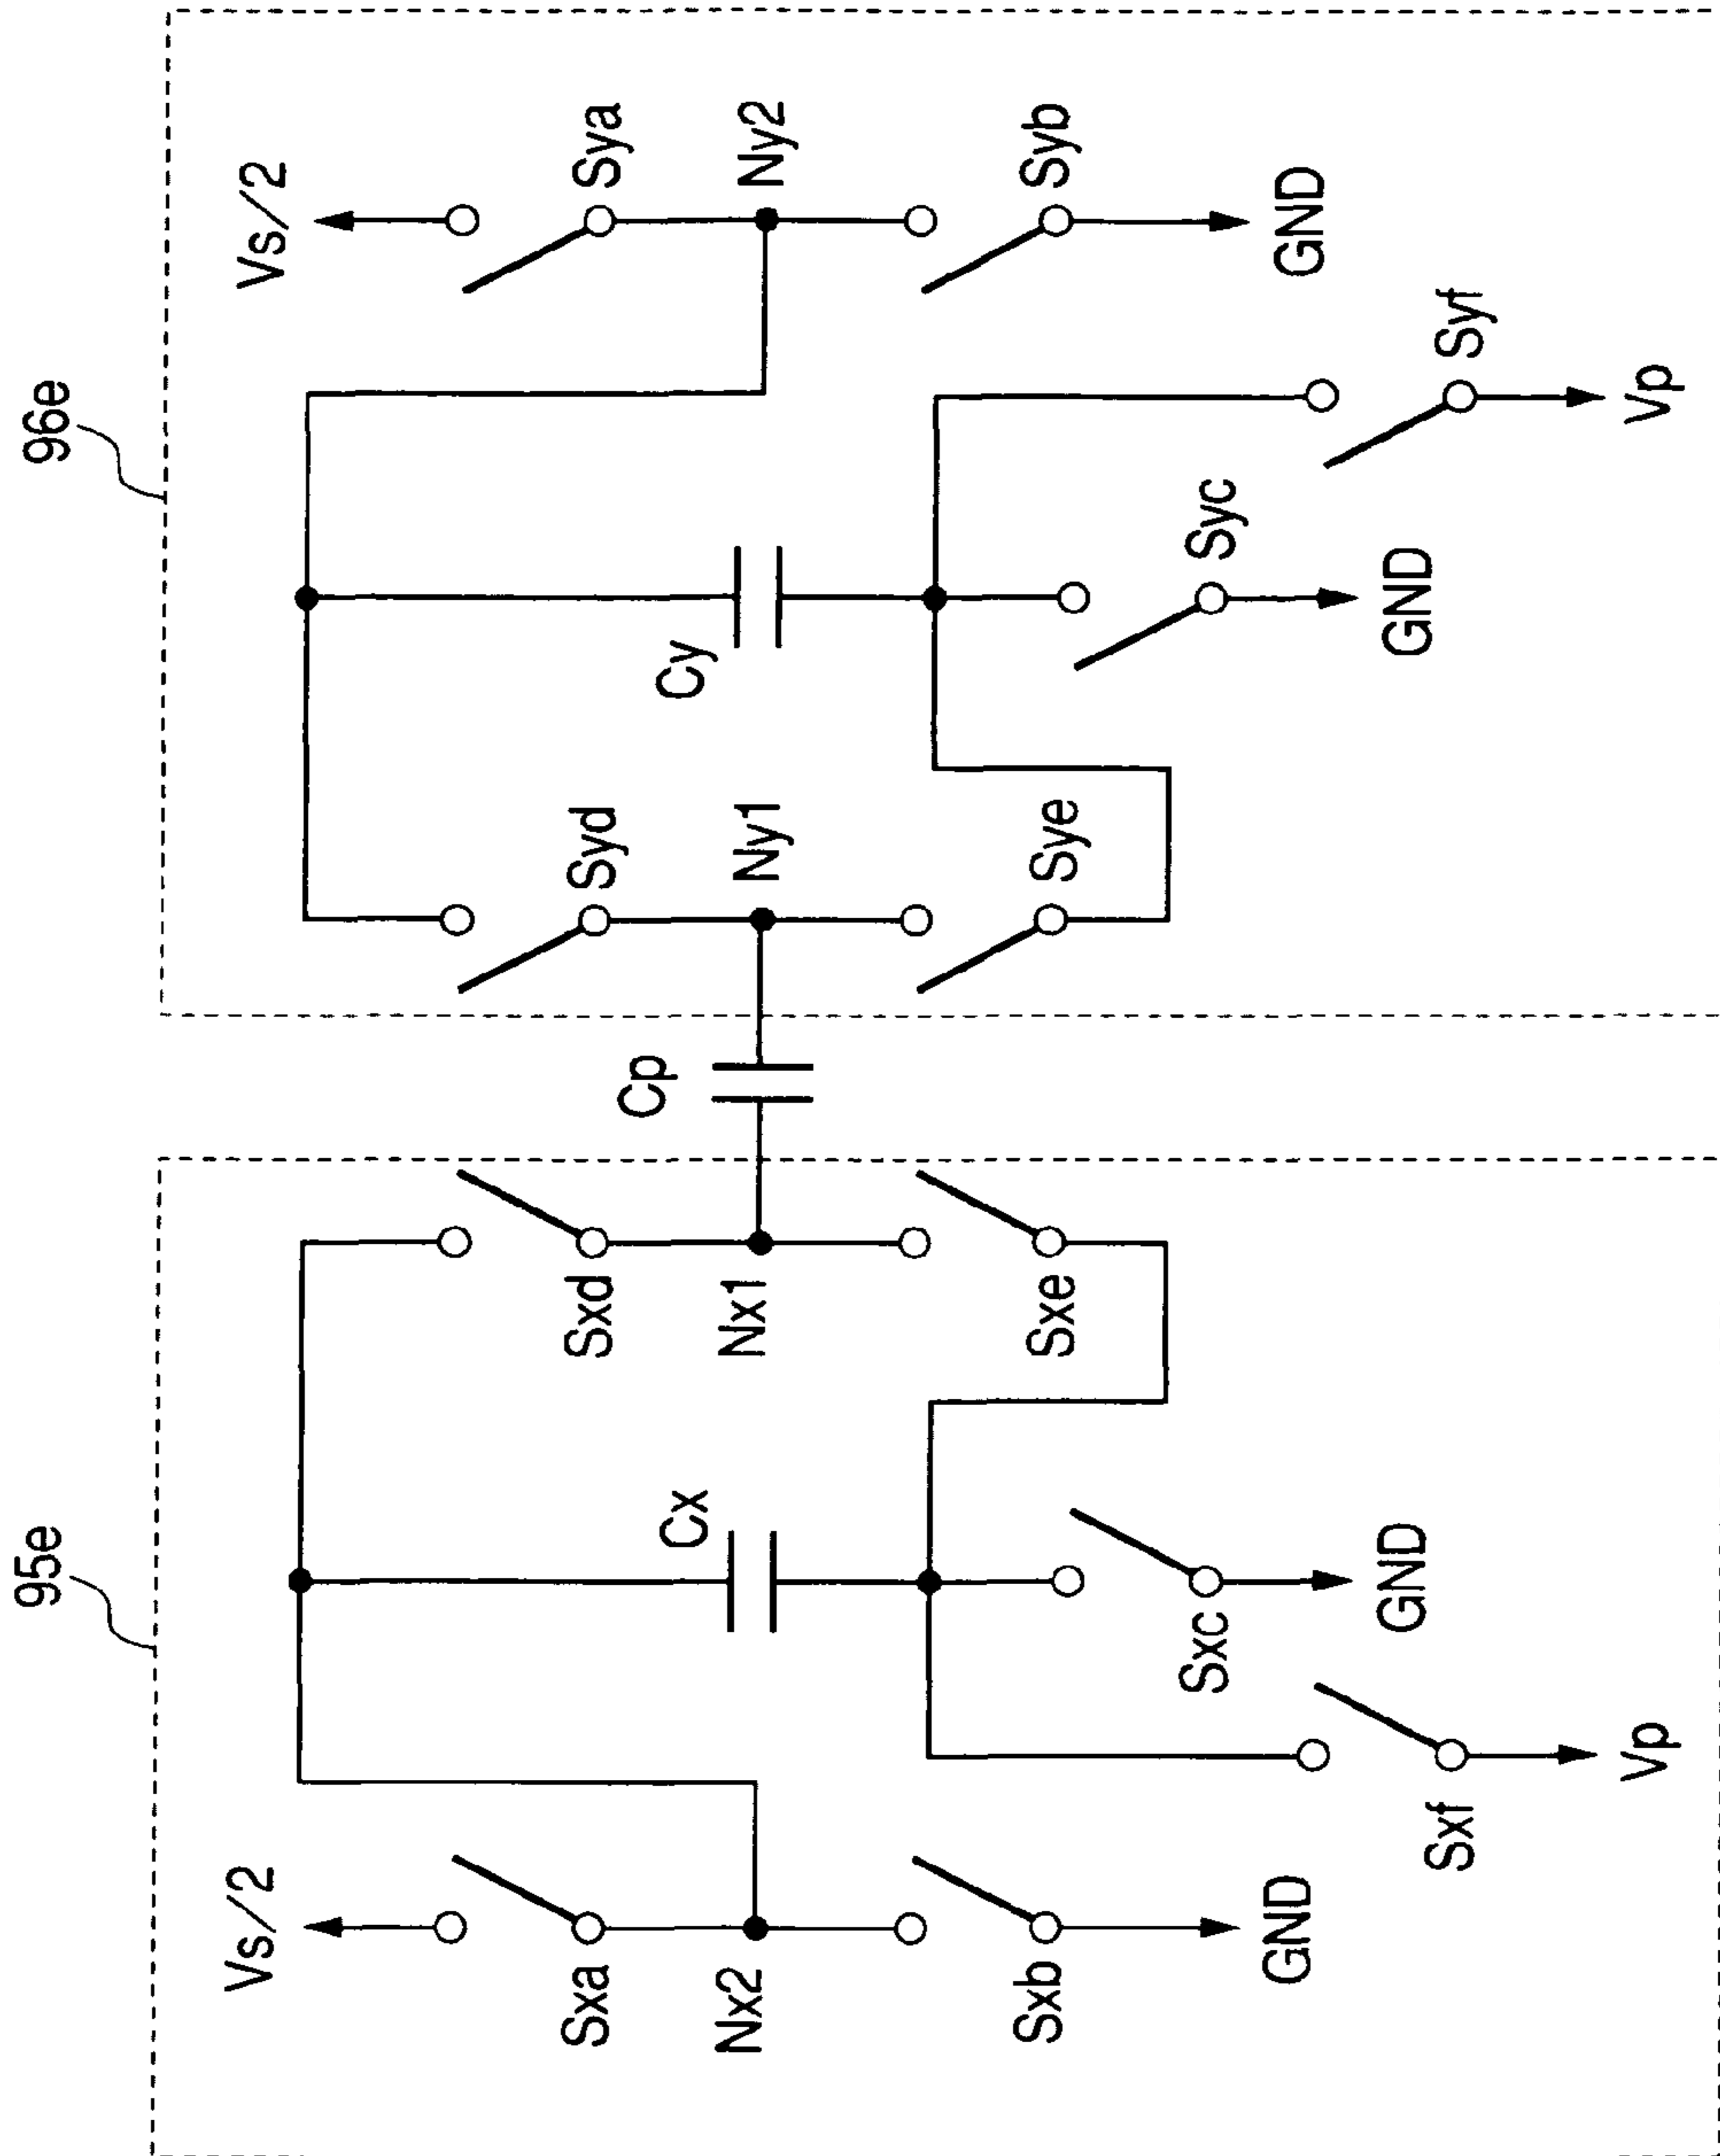 95e
96e
Vs/2
Vs/2
Sxa
Sxd
Syd
Sya
Cp
Cx
Cy
Nx2
Nx1
Ny1
Ny2
Sxb
Sxe
Sye
Syb
Sxc
Syc
GND
GND
GND
GND
Sxf
Syf
Vp
Vp